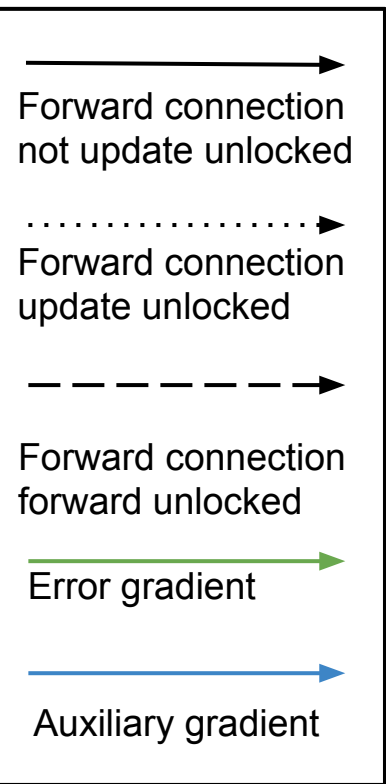 Forward connection
not update unlocked
Forward connection
update unlocked
Forward connection
forward unlocked
Error gradient
Auxiliary gradient